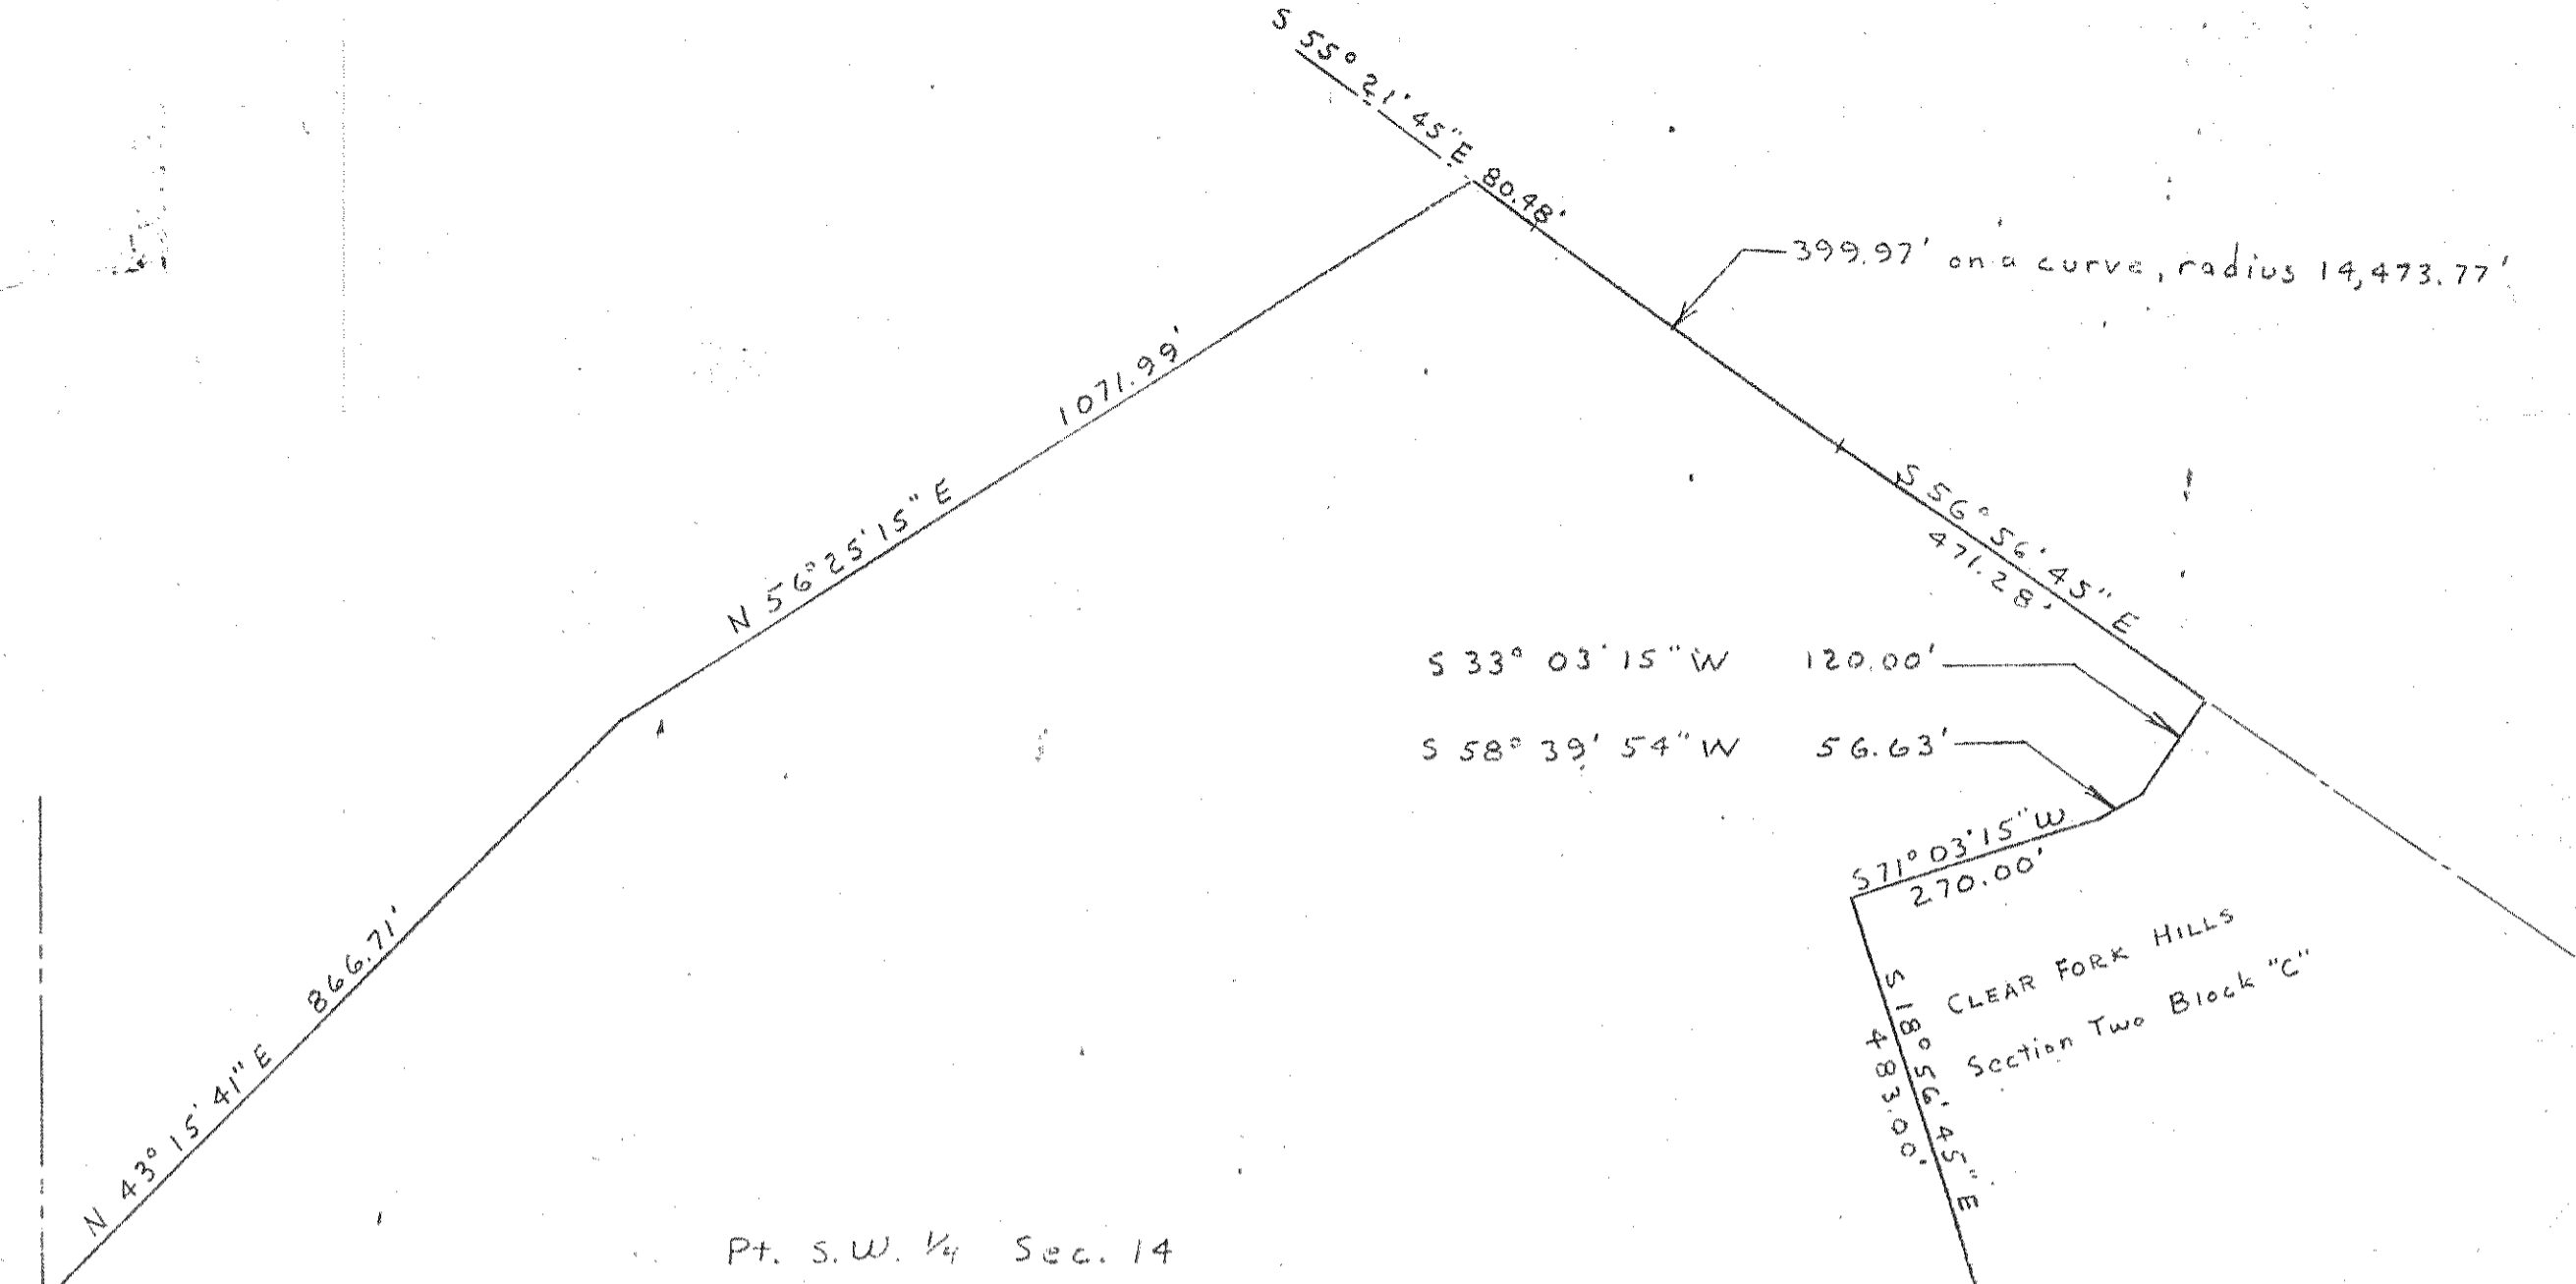 S 55° 21' 45" E 80.48'
399.97' on a curve, radius 14,473.77'
1071.99'
N 56° 25' 15" E
S 56° 56' 45" E
471.28'
S 33° 03' 15" W 120.00'
S 58° 39' 54" W 56.63'
S 71° 03' 15" W
270.00'
866.71'
N 43° 15' 41" E
CLEAR FORK HILLS
Section Two Block "C"
S 18° 56' 45" E
483.00'
Pt. S.W. 1/4 Sec. 14